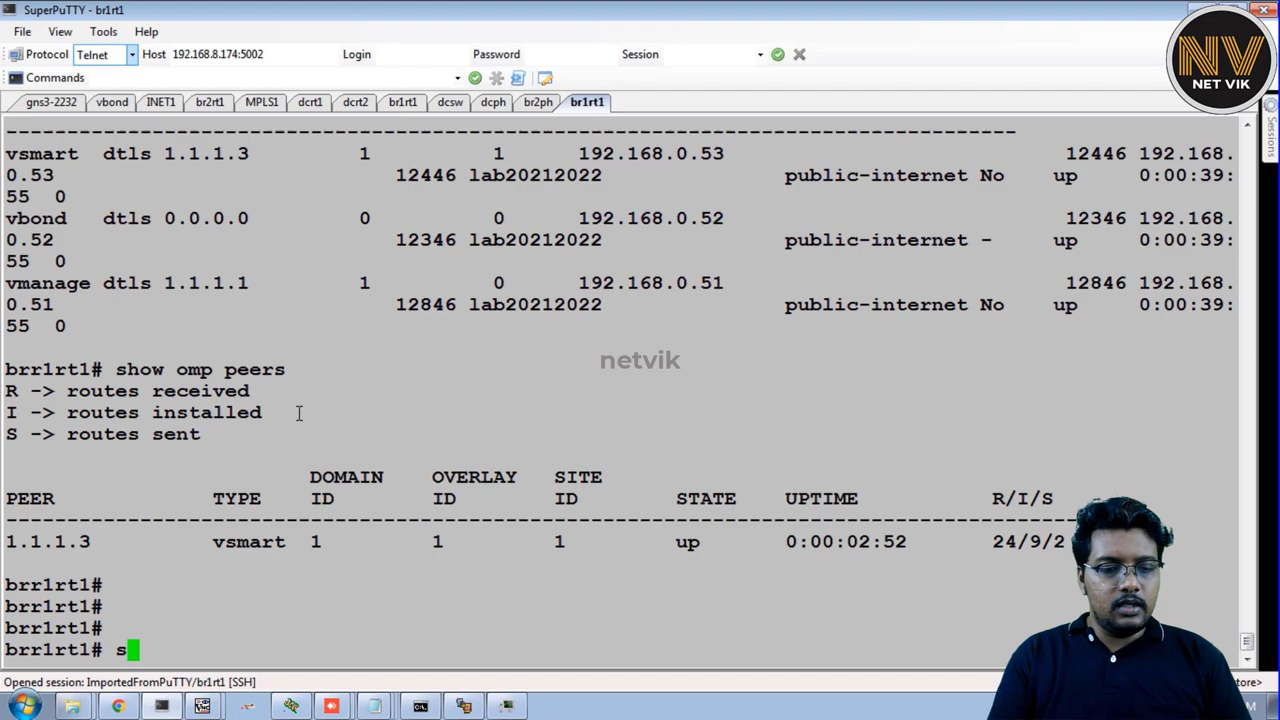 SuperPuTTY - br1rt1
File View Tools Help
Protocol Telnet Host 192.168.8.174:5002 Login Password Session
Commands
gns3-2232 vbond INET1 br2rt1 MPLS1 dcrt1 dcrt2 br1rt1 dcsw dcph br2ph br1rt1
NV
NET VIK
Sessions
-----------------------------------------------------------------------------------
vsmart dtls 1.1.1.3 1 1 192.168.0.53 12446 192.168.
0.53 12446 lab20212022 public-internet No up 0:00:39:
55 0
vbond dtls 0.0.0.0 0 0 192.168.0.52 12346 192.168.
0.52 12346 lab20212022 public-internet - up 0:00:39:
55 0
vmanage dtls 1.1.1.1 1 0 192.168.0.51 12846 192.168.
0.51 12846 lab20212022 public-internet No up 0:00:39:
55 0
netvik
brr1rt1# show omp peers
R -> routes received
I -> routes installed
S -> routes sent
DOMAIN OVERLAY SITE
PEER TYPE ID ID ID STATE UPTIME R/I/S
----------------------------------------------------------------------------------------
1.1.1.3 vsmart 1 1 1 up 0:00:02:52 24/9/2
brr1rt1#
brr1rt1#
brr1rt1#
brr1rt1# s
Opened session: ImportedFromPuTTY/br1rt1 [SSH]